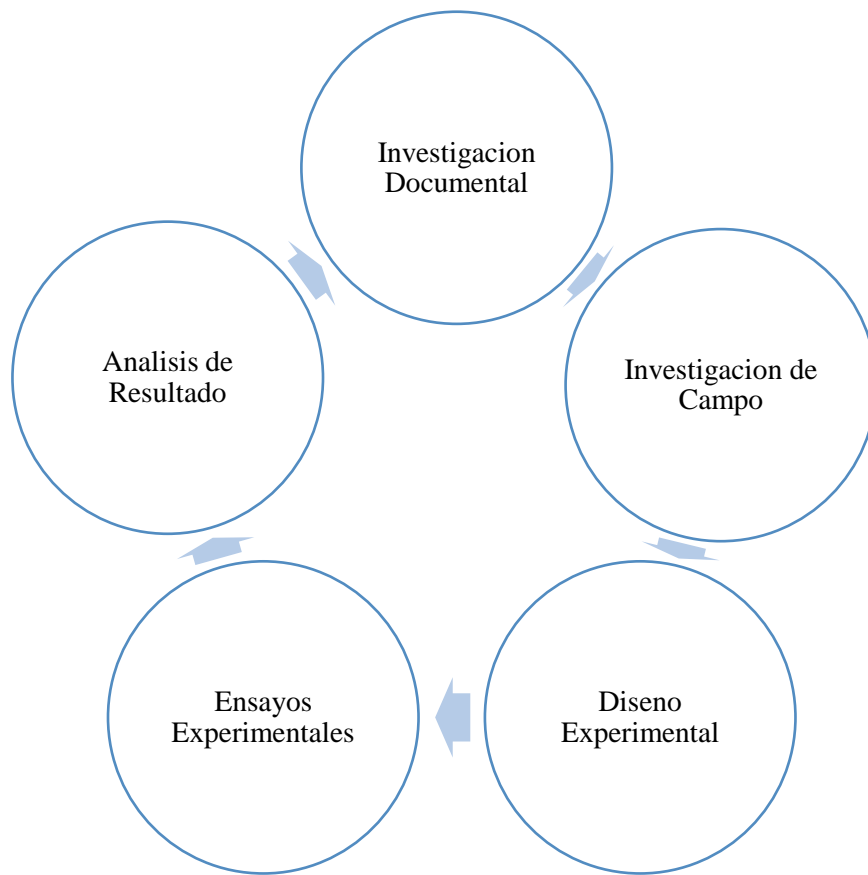 Investigacion
Documental
Investigacion de
Campo
Diseno
Experimental
Ensayos
Experimentales
Analisis de
Resultado